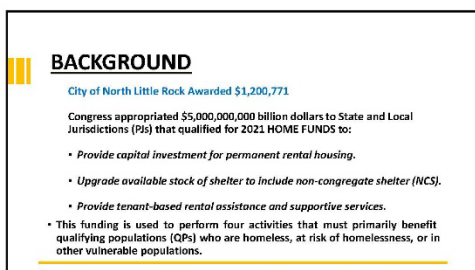 BACKGROUND
City of North Little Rock Awarded $1,200,771
Congress appropriated $5,000,000,000 billion dollars to State and Local
Jurisdictions (PJs) that qualified for 2021 HOME FUNDS to:
• Provide capital investment for permanent rental housing.
• Upgrade available stock of shelter to include non-congregate shelter (NCS).
• Provide tenant-based rental assistance and supportive services.
• This funding is used to perform four activities that must primarily benefit
qualifying populations (QPs) who are homeless, at risk of homelessness, or in
other vulnerable populations.